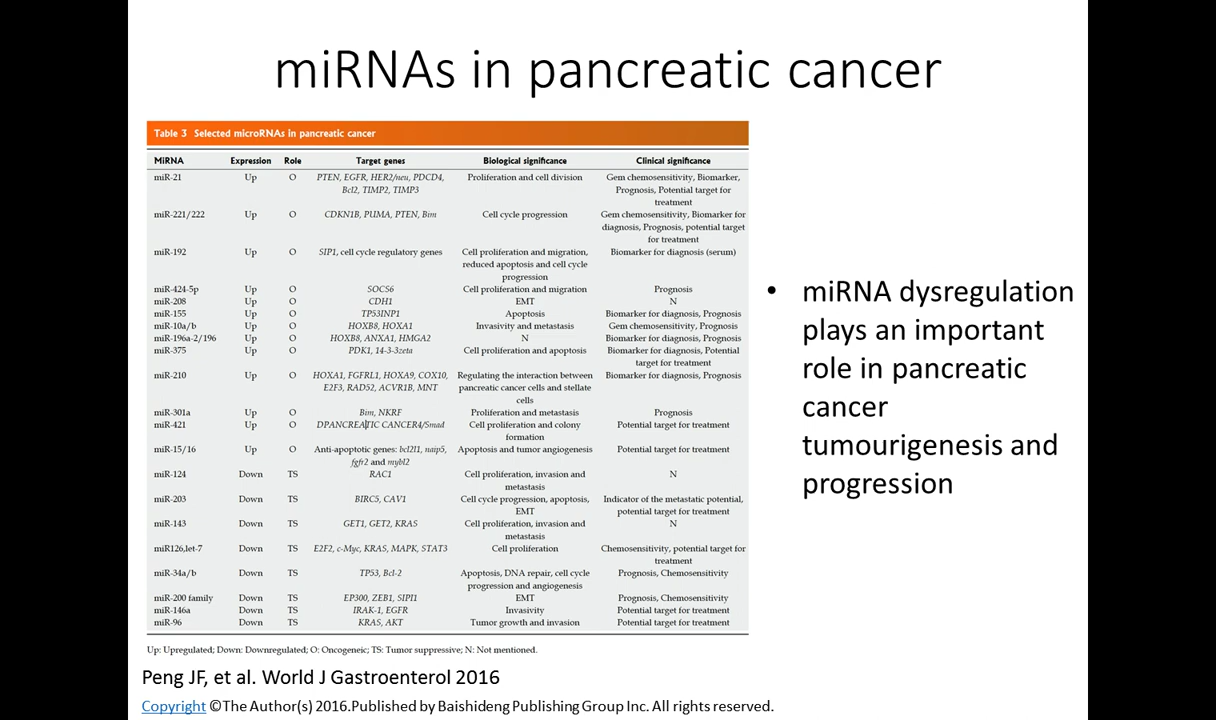 miRNAs in pancreatic cancer
Table 3 Selected microRNAs in pancreatic cancer
MiRNA Expression Role Target genes Biological significance Clinical significance
miR-21 Up O PTEN, EGFR, HER2/neu, PDCD4, Proliferation and cell division Gem chemosensitivity, Biomarker,
Bcl2, TIMP2, TIMP3 Prognosis, Potential target for
treatment
miR-221/222 Up O CDKN1B, PUMA, PTEN, Bim Cell cycle progression Gem chemosensitivity, Biomarker for
diagnosis, Prognosis, potential target
for treatment
miR-192 Up O SIP1, cell cycle regulatory genes Cell proliferation and migration, Biomarker for diagnosis (serum)
reduced apoptosis and cell cycle
progression
miR-424-5p Up O SOCS6 Cell proliferation and migration Prognosis
miR-208 Up O CDH1 EMT N
miR-155 Up O TP53INP1 Apoptosis Biomarker for diagnosis, Prognosis
miR-10a/b Up O HOXB8, HOXA1 Invasivity and metastasis Gem chemosensitivity, Prognosis
miR-196a-2/196 Up O HOXB8, ANXA1, HMGA2 N Biomarker for diagnosis, Prognosis
miR-375 Up O PDK1, 14-3-3zeta Cell proliferation and apoptosis Biomarker for diagnosis, Potential
target for treatment
miR-210 Up O HOXA1, FGFRL1, HOXA9, COX10, Regulating the interaction between Biomarker for diagnosis, Prognosis
E2F3, RAD52, ACVR1B, MNT pancreatic cancer cells and stellate
cells
miR-301a Up O Bim, NKRF Proliferation and metastasis Prognosis
miR-421 Up O DPANCREATIC CANCER4/Smad Cell proliferation and colony Potential target for treatment
formation
miR-15/16 Up O Anti-apoptotic genes: bcl2l1, naip5, Apoptosis and tumor angiogenesis Potential target for treatment
fgfr2 and mybl2
miR-124 Down TS RAC1 Cell proliferation, invasion and N
metastasis
miR-203 Down TS BIRC5, CAV1 Cell cycle progression, apoptosis, Indicator of the metastatic potential,
EMT potential target for treatment
miR-143 Down TS GET1, GET2, KRAS Cell proliferation, invasion and N
metastasis
miR126,let-7 Down TS E2F2, c-Myc, KRAS, MAPK, STAT3 Cell proliferation Chemosensitivity, potential target for
treatment
miR-34a/b Down TS TP53, Bcl-2 Apoptosis, DNA repair, cell cycle Prognosis, Chemosensitivity
progression and angiogenesis
miR-200 family Down TS EP300, ZEB1, SIPI1 EMT Prognosis, Chemosensitivity
miR-146a Down TS IRAK-1, EGFR Invasivity Potential target for treatment
miR-96 Down TS KRAS, AKT Tumor growth and invasion Potential target for treatment
Up: Upregulated; Down: Downregulated; O: Oncogeneic; TS: Tumor suppressive; N: Not mentioned.
• miRNA dysregulation
plays an important
role in pancreatic
cancer
tumourigenesis and
progression
Peng JF, et al. World J Gastroenterol 2016
Copyright ©The Author(s) 2016.Published by Baishideng Publishing Group Inc. All rights reserved.